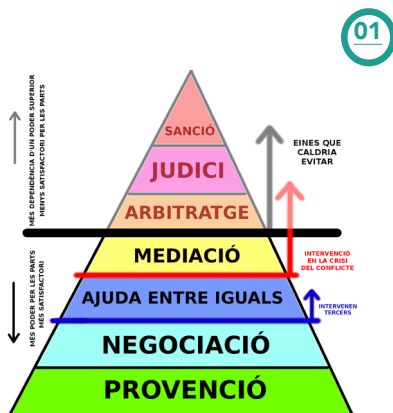 01
SANCIÓ
JUDICI
ARBITRATGE
MEDIACIÓ
AJUDA ENTRE IGUALS
NEGOCIACIÓ
PROVENCIÓ
MÉS DEPENDÈNCIA D'UN PODER SUPERIOR
MENYS SATISFACTORI PER LES PARTS
MÉS PODER PER LES PARTS
MÉS SATISFACTORI
EINES QUE
CALDRIA
EVITAR
INTERVENCIÓ
EN LA CRISI
DEL CONFLICTE
INTERVENEN
TERCERS